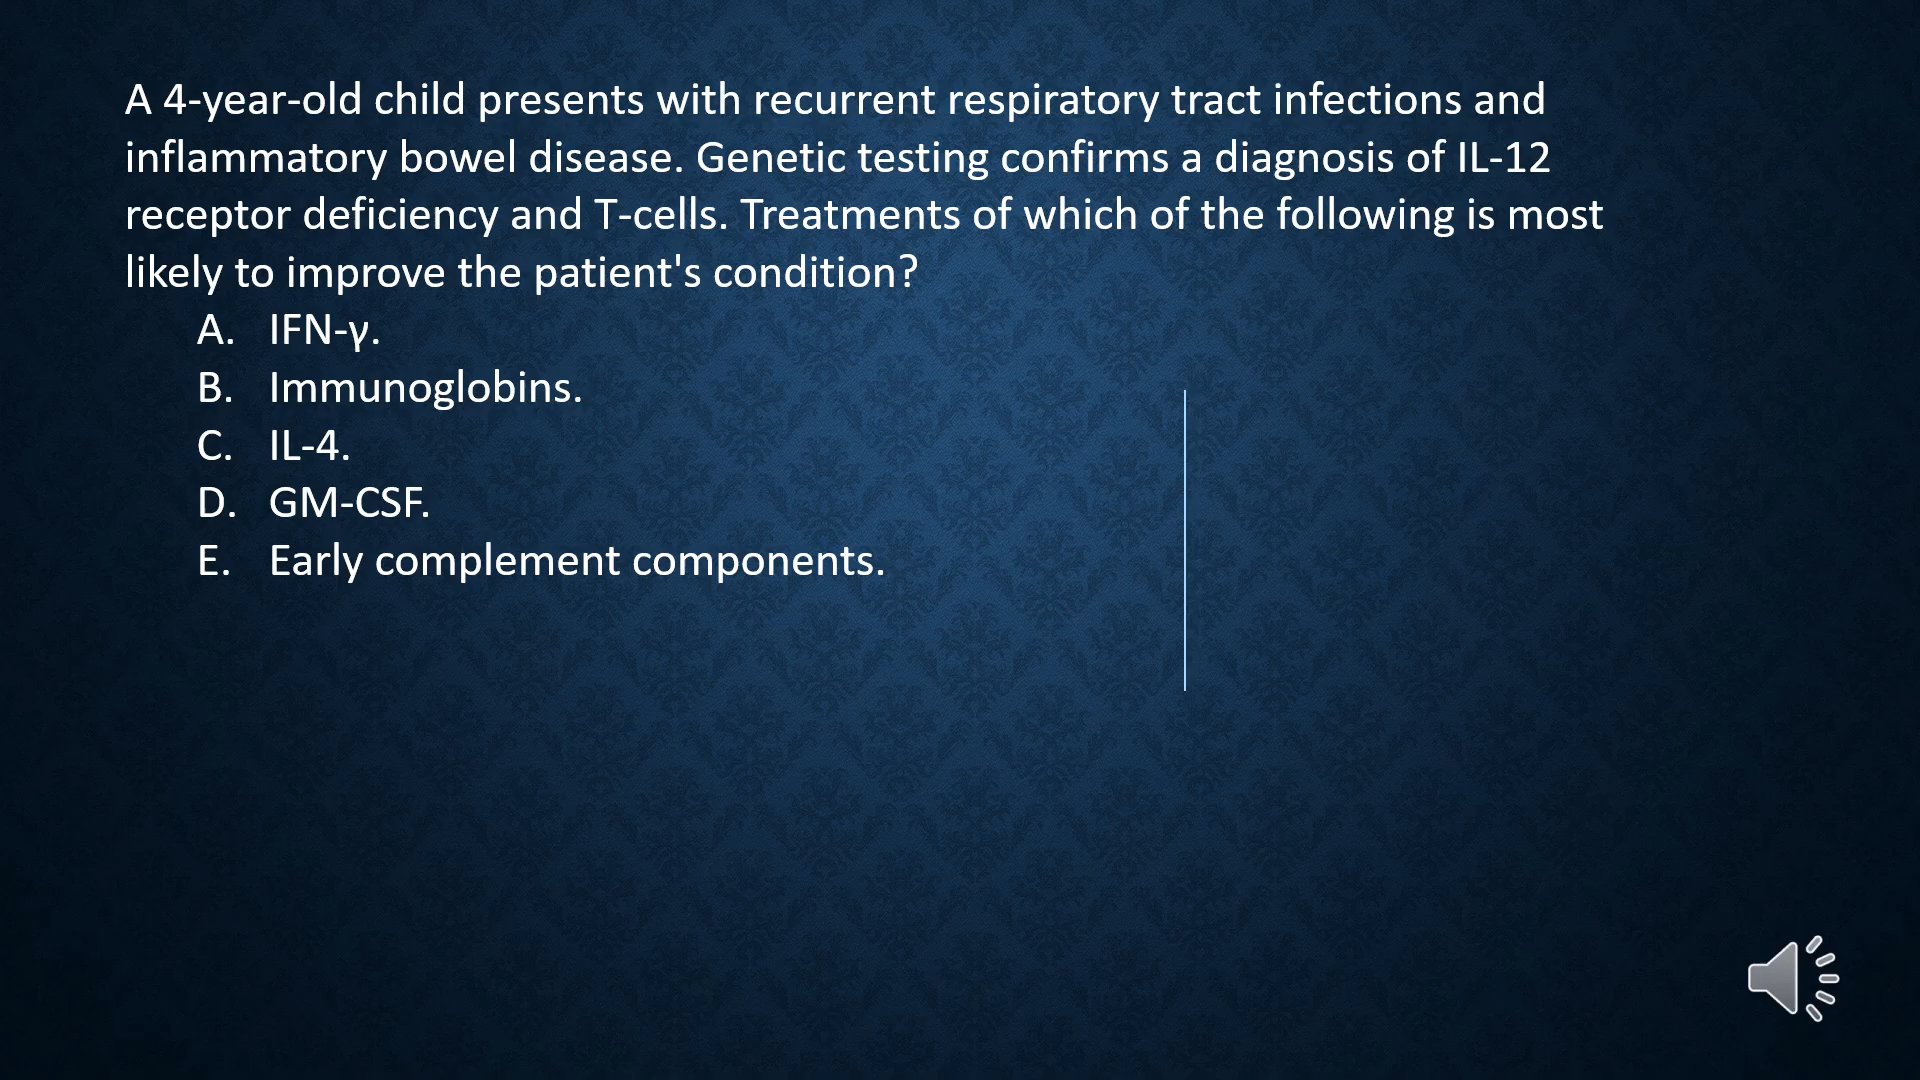 A 4-year-old child presents with recurrent respiratory tract infections and
inflammatory bowel disease. Genetic testing confirms a diagnosis of IL-12
receptor deficiency and T-cells. Treatments of which of the following is most
likely to improve the patient's condition?
A. IFN-γ.
B. Immunoglobins.
C. IL-4.
D. GM-CSF.
E. Early complement components.